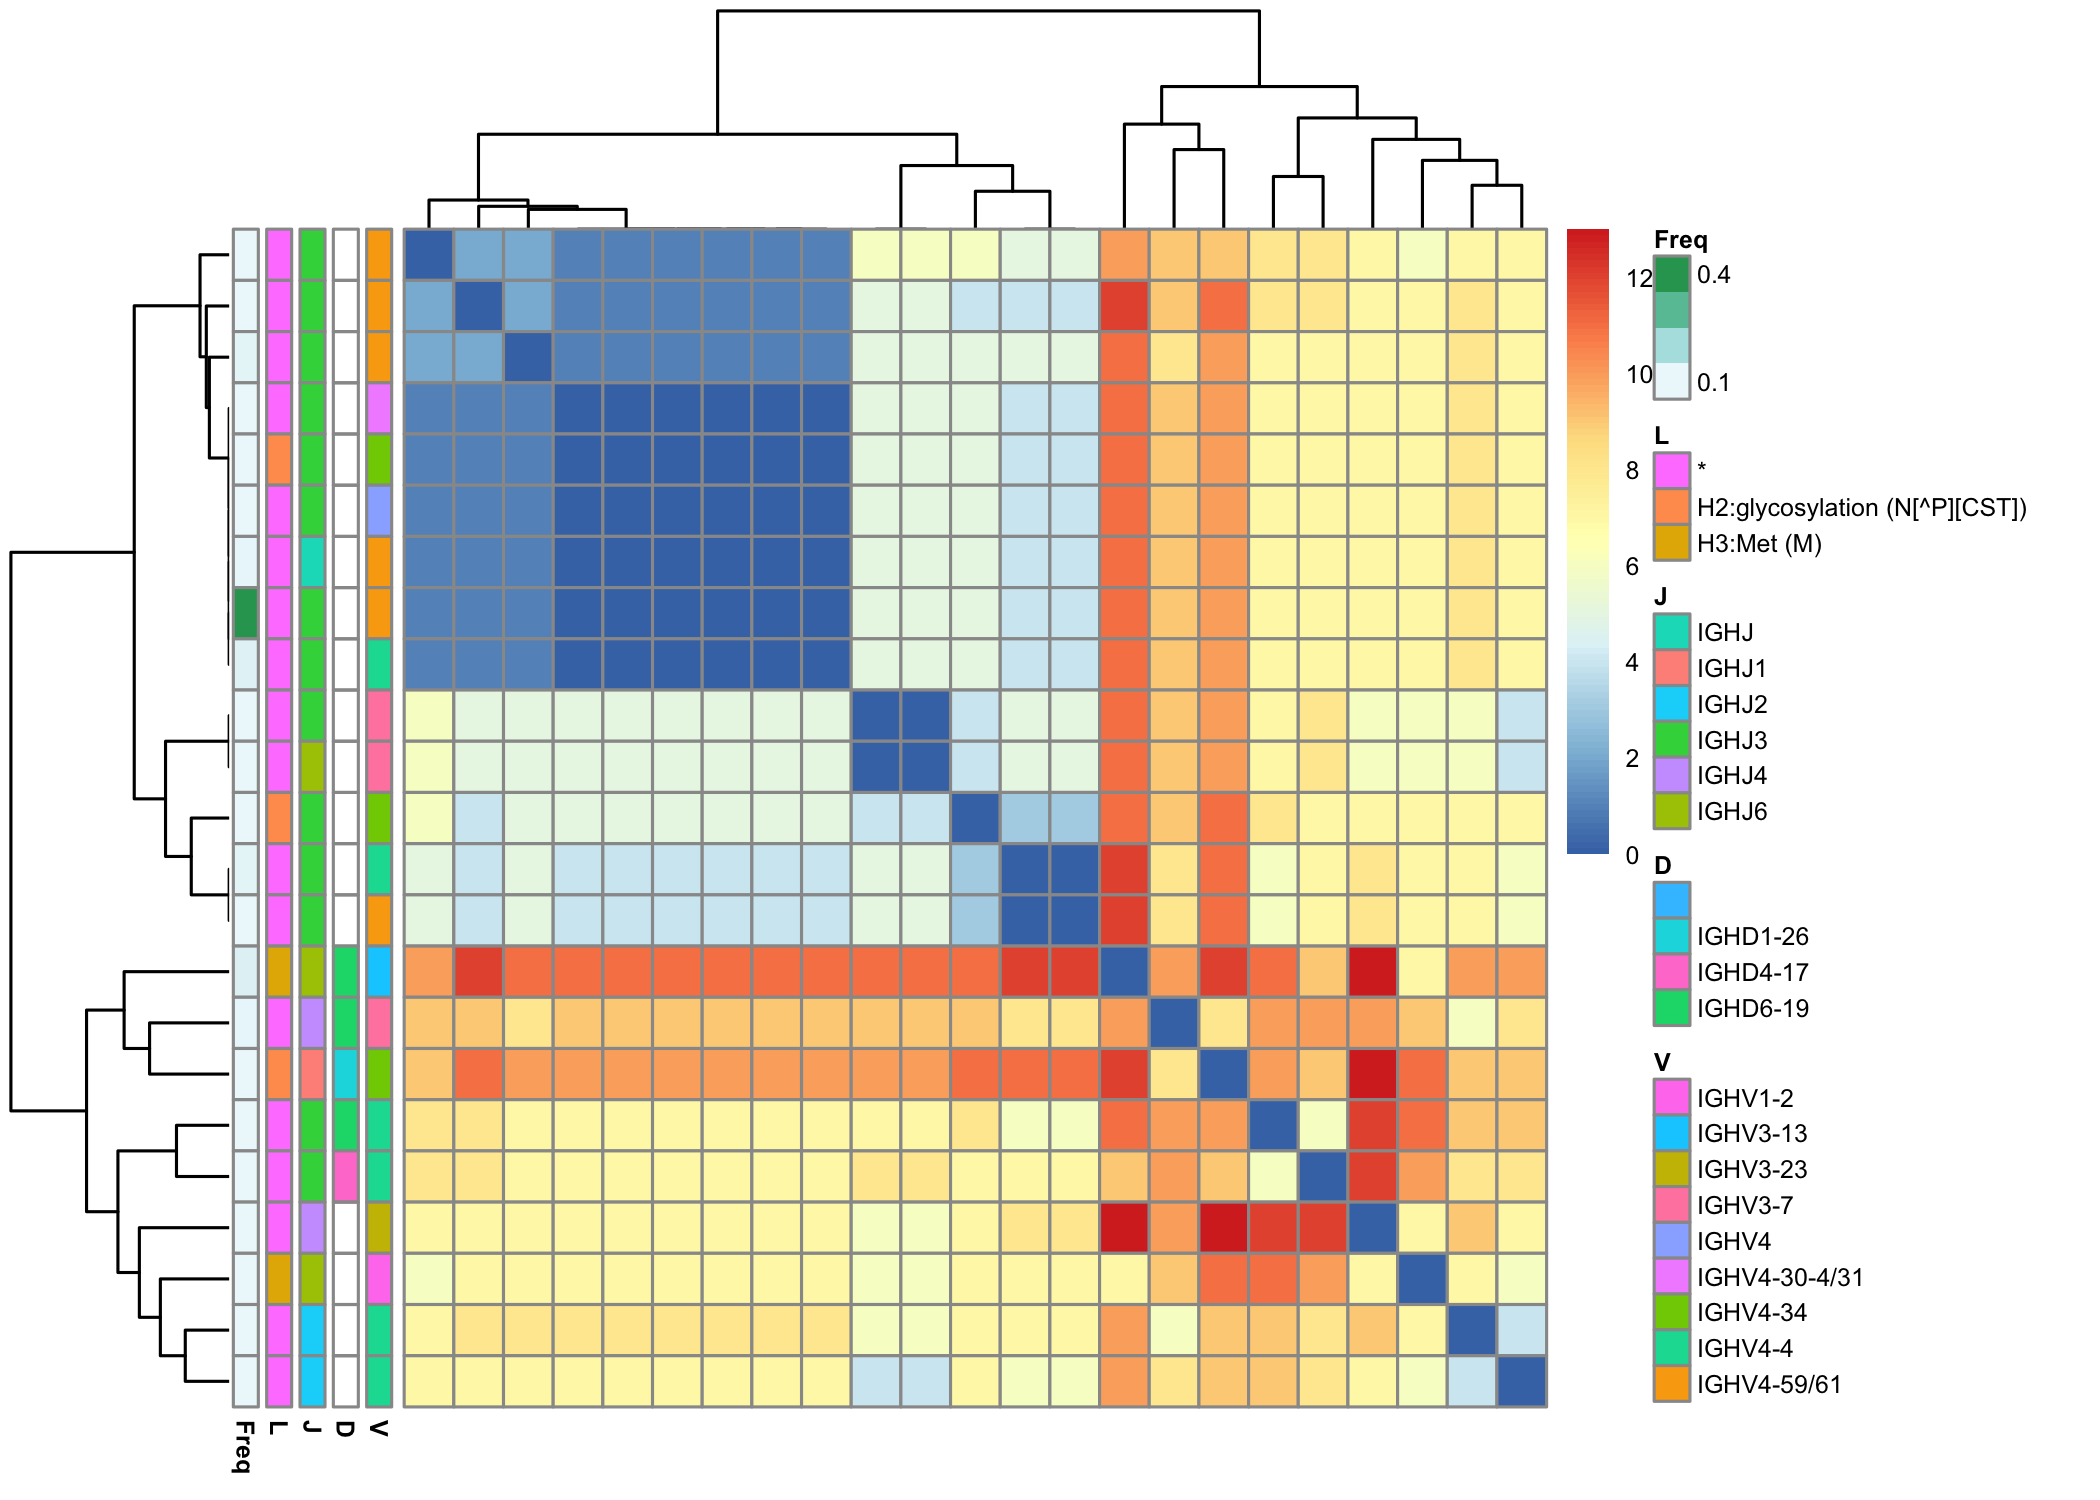 12
10
8
6
4
2
0
Freq
0.4
0.1
L
*
H2:glycosylation (N[^P][CST])
H3:Met (M)
J
IGHJ
IGHJ1
IGHJ2
IGHJ3
IGHJ4
IGHJ6
D
IGHD1-26
IGHD4-17
IGHD6-19
V
IGHV1-2
IGHV3-13
IGHV3-23
IGHV3-7
IGHV4
IGHV4-30-4/31
IGHV4-34
IGHV4-4
IGHV4-59/61
Freq
L
J
D
V